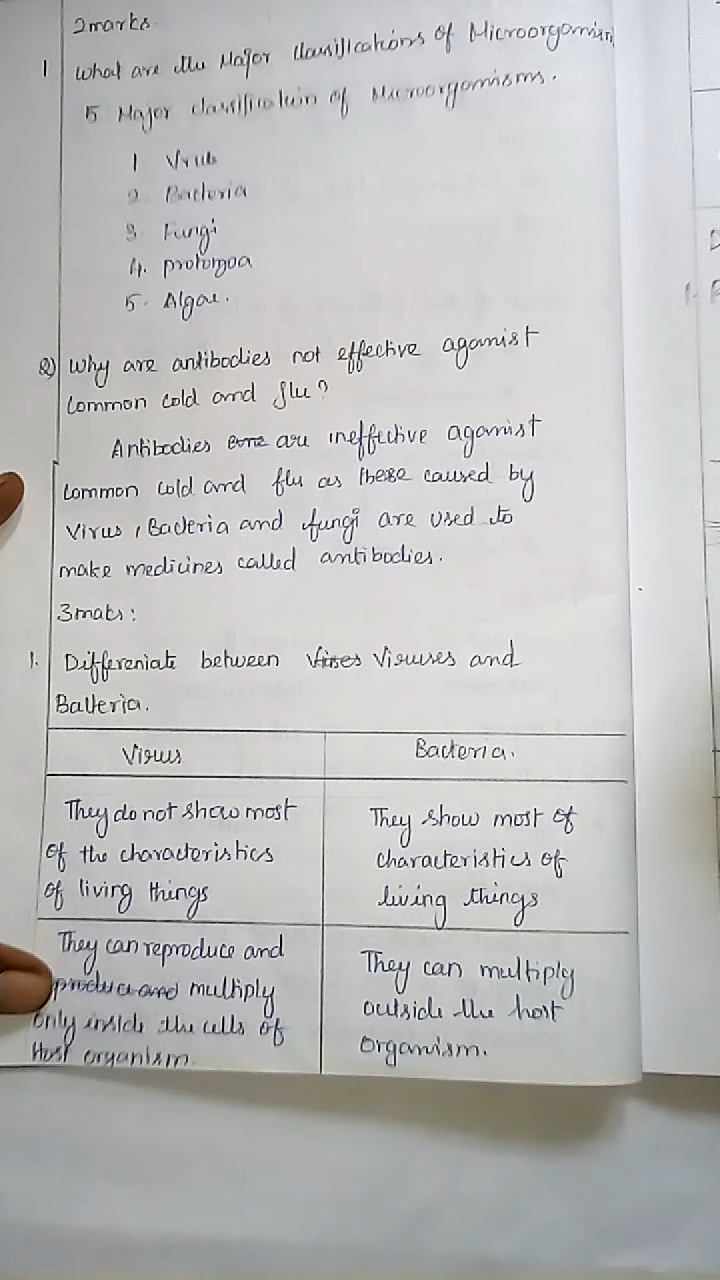 2marks.
1 What are the Major classifications of Microorganism
5 Major classification of Microorganisms.
1 Virus
2. Bacteria
3 Fungi
4. protozoa
5. Algae.
2) Why are antibodies not effective aganist
common cold and flu?
Antibodies are ineffective aganist
common cold and flu as these caused by
Virus, Bacteria and fungi are used to
make medicines called antibodies.
3maks:
1. Differeniate between Viruses and
Bacteria.
Virus
Bacteria.
They do not show most
of the characteristics
of living things
They show most of
characteristics of
living things
They can reproduce and
multiply
only inside the cells of
Host organism.
They can multiply
outside the host
organism.